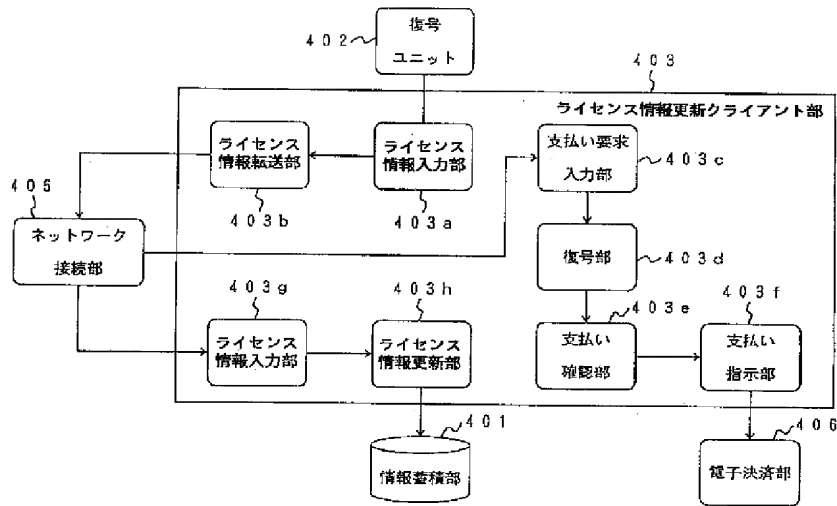 復号
ユニット
402
403
ライセンス情報更新クライアント部
ライセンス
情報転送部
403b
ライセンス
情報入力部
403a
支払い要求
入力部
403c
405
ネットワーク
接続部
復号部
403d
403g
ライセンス
情報入力部
403h
ライセンス
情報更新部
403e
支払い
確認部
403f
支払い
指示部
401
情報蓄積部
406
電子決済部